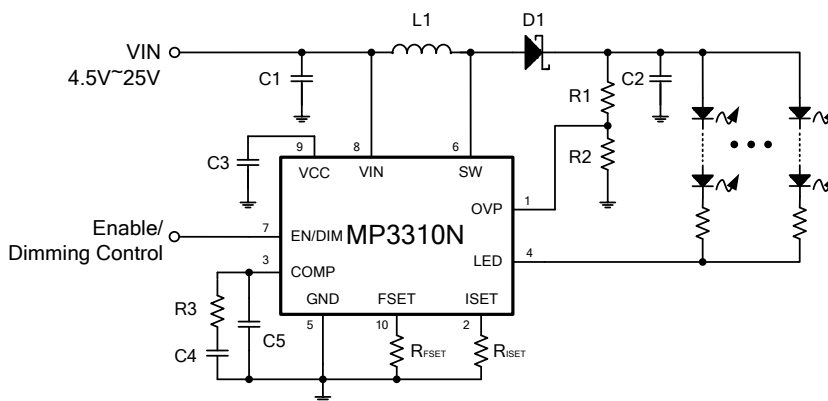 L1
D1
VIN
4.5V~25V
C1
R1
C2
C3
9
8
6
R2
VCC
VIN
SW
1
OVP
Enable/
Dimming Control
7
EN/DIM
MP3310N
4
LED
3
COMP
R3
GND
FSET
ISET
C4
C5
5
10
2
RFSET
RISET